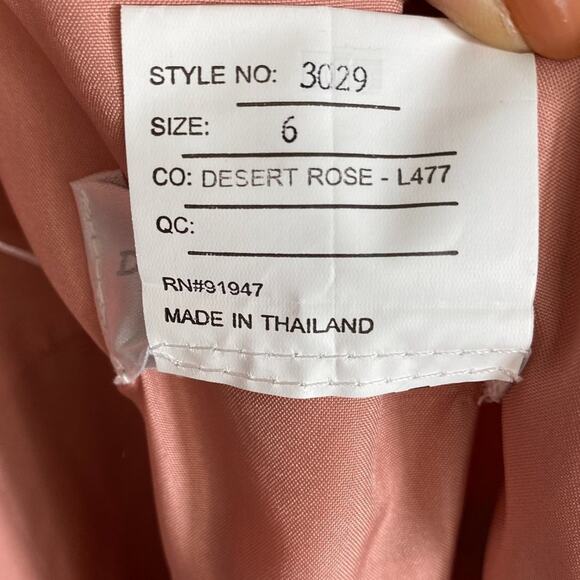 STYLE NO: 3029
SIZE: 6
CO: DESERT ROSE - L477
QC:
RN#91947
MADE IN THAILAND